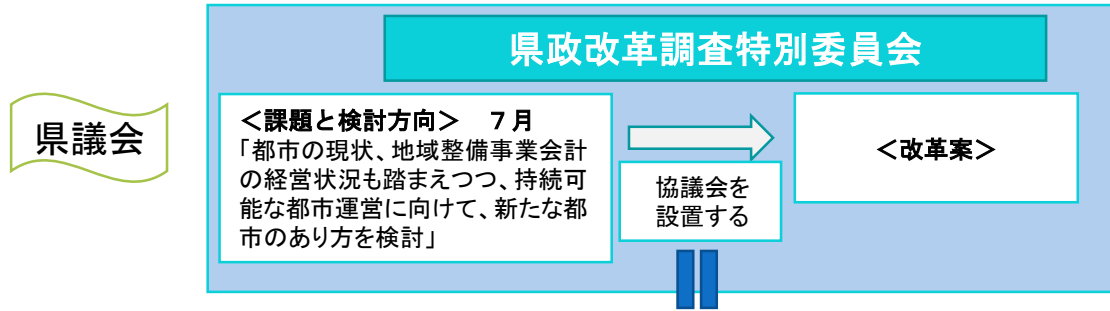 県政改革調査特別委員会
県議会
＜課題と検討方向＞　７月
「都市の現状、地域整備事業会計
の経営状況も踏まえつつ、持続可
能な都市運営に向けて、新たな都
市のあり方を検討」
協議会を
設置する
＜改革案＞